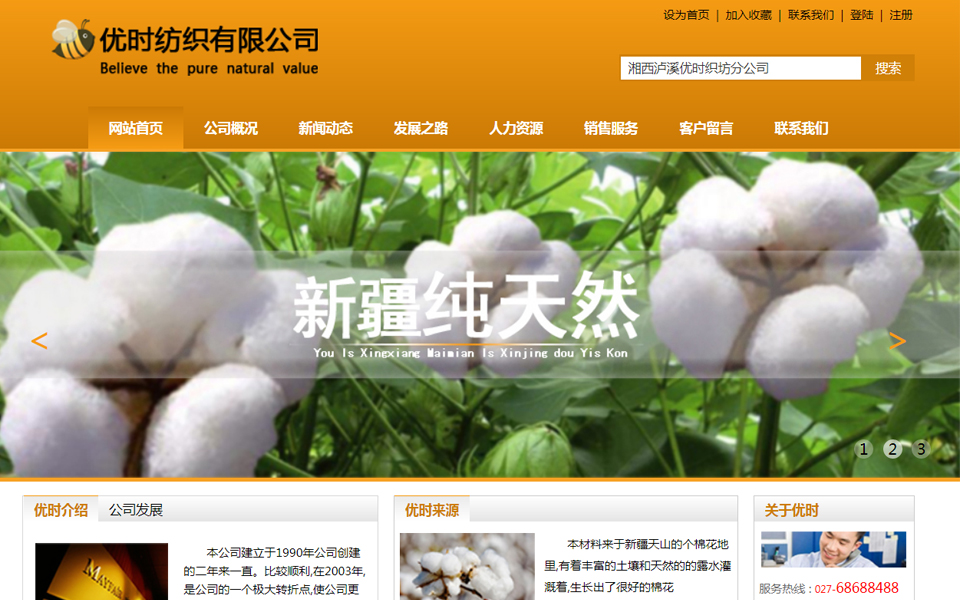 设为首页 | 加入收藏 | 联系我们 | 登陆 | 注册
优时纺织有限公司
Believe the pure natural value
湘西泸溪优时织坊分公司 搜索
网站首页 公司概况 新闻动态 发展之路 人力资源 销售服务 客户留言 联系我们
新疆纯天然
You Is Xingxiang Maimian Is Xinjing dou Yis Kon
< >
1 2 3
优时介绍 公司发展
本公司建立于1990年公司创建
的二年来一直。比较顺利,在2003年,
是公司的一个极大转折点,使公司更
优时来源
本材料来于新疆天山的个棉花地
里,有着丰富的土壤和天然的的露水灌
溉着,生长出了很好的棉花
关于优时
服务热线：027-68688488